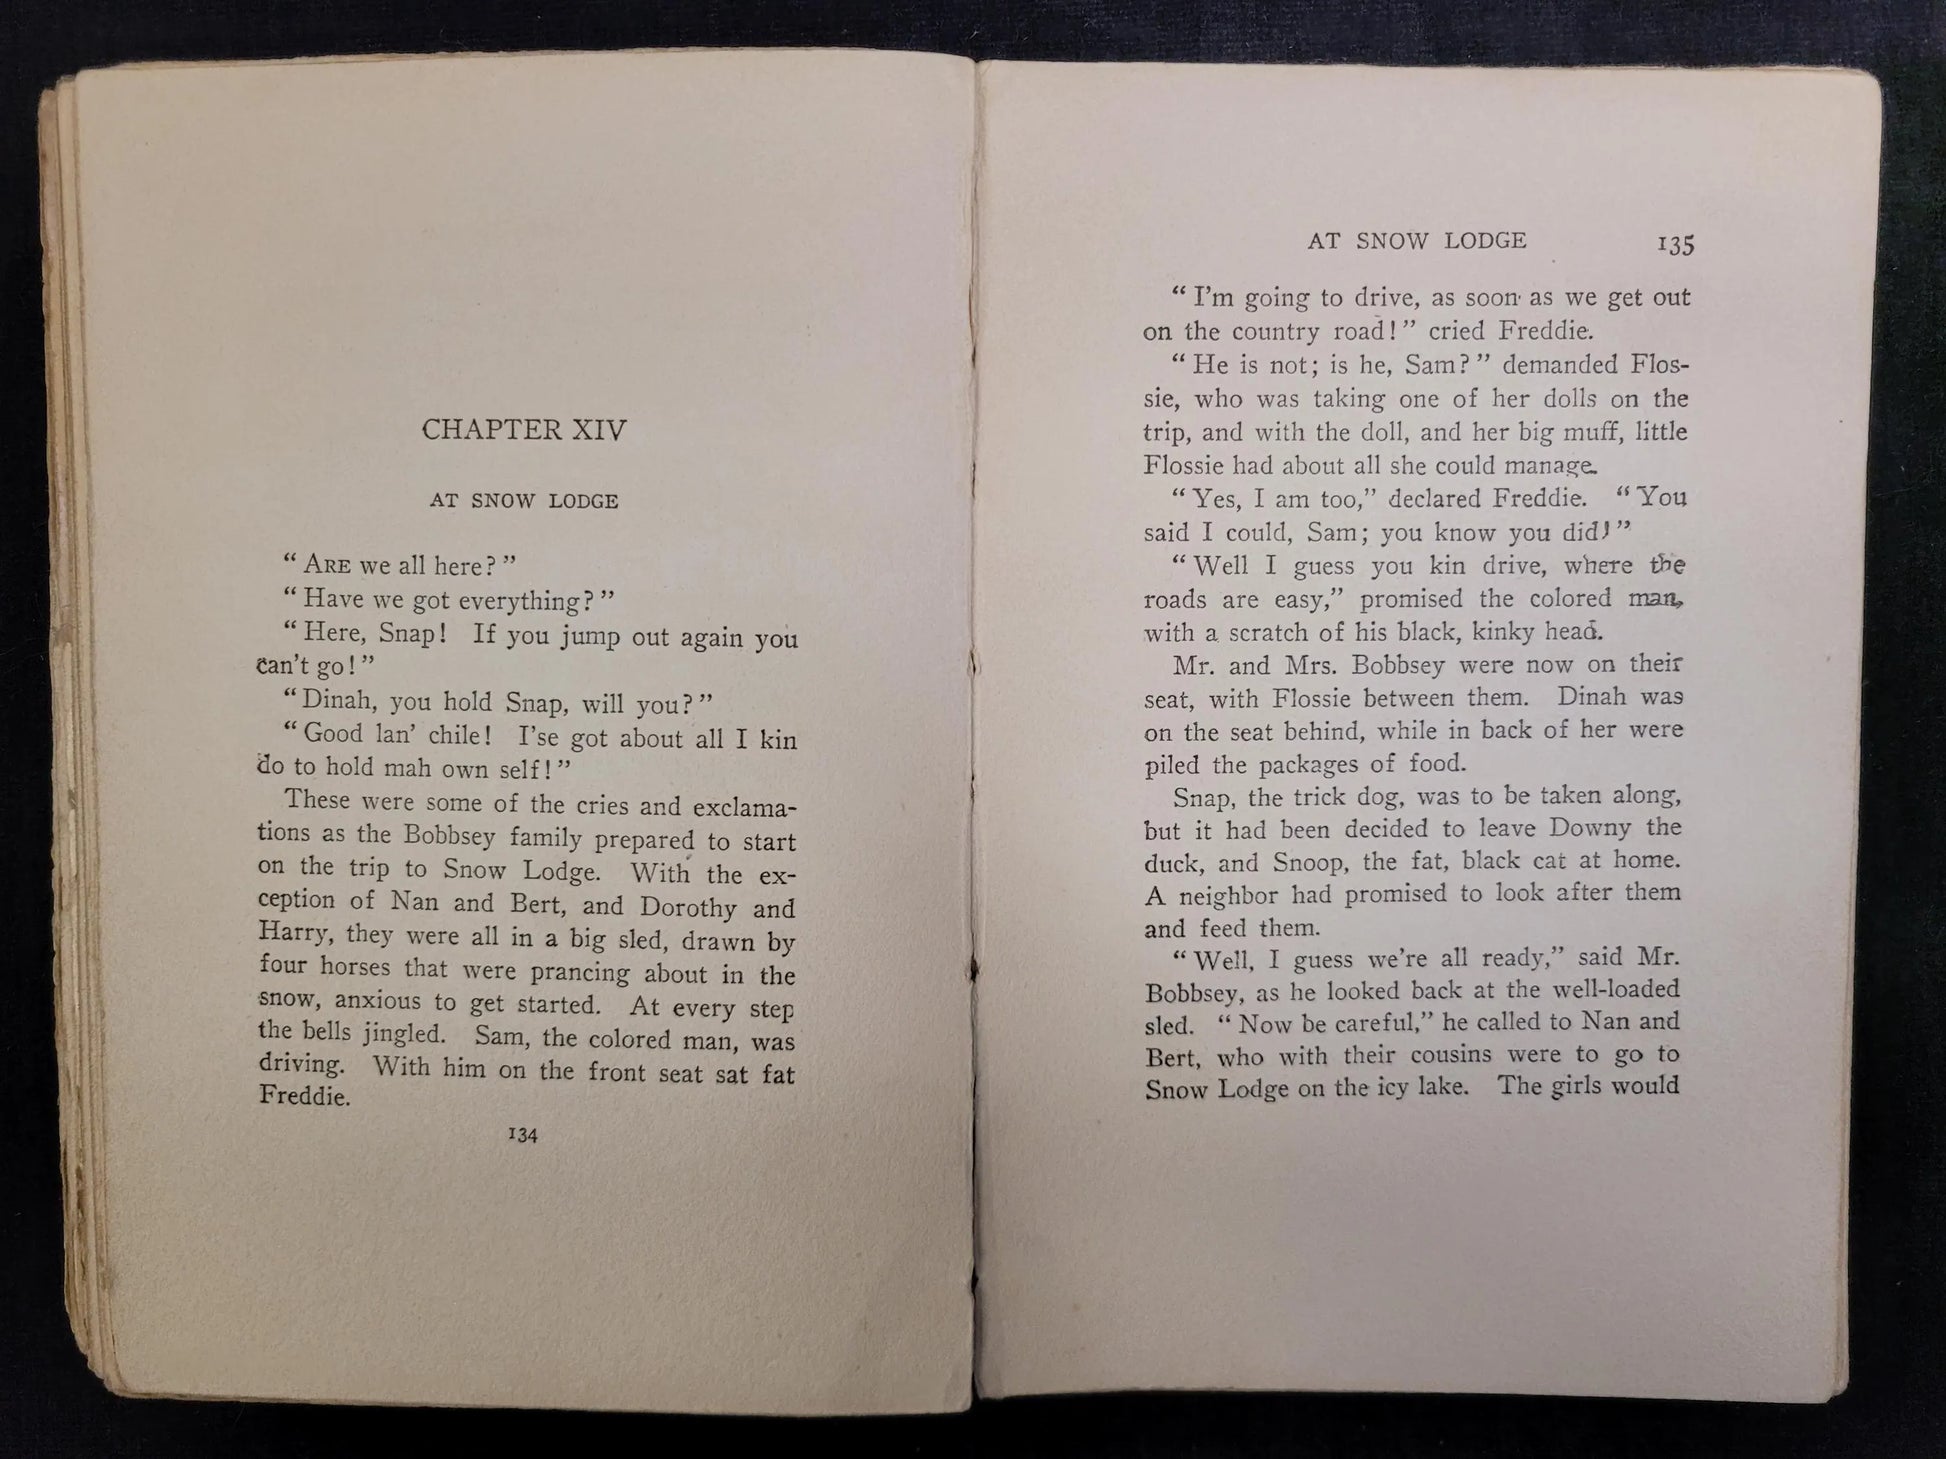 CHAPTER XIV
AT SNOW LODGE
“ ARE we all here? ”
“ Have we got everything? ”
“ Here, Snap! If you jump out again you
can’t go! ”
“ Dinah, you hold Snap, will you? ”
“ Good lan’ chile! I’se got about all I kin
do to hold mah own self! ”
These were some of the cries and exclama-
tions as the Bobbsey family prepared to start
on the trip to Snow Lodge. With the ex-
ception of Nan and Bert, and Dorothy and
Harry, they were all in a big sled, drawn by
four horses that were prancing about in the
snow, anxious to get started. At every step
the bells jingled. Sam, the colored man, was
driving. With him on the front seat sat fat
Freddie.
134
AT SNOW LODGE 135
“ I’m going to drive, as soon as we get out
on the country road! ” cried Freddie.
“ He is not; is he, Sam? ” demanded Flos-
sie, who was taking one of her dolls on the
trip, and with the doll, and her big muff, little
Flossie had about all she could manage.
“ Yes, I am too,” declared Freddie. “ You
said I could, Sam; you know you did! ”
“ Well I guess you kin drive, where the
roads are easy,” promised the colored man,
with a scratch of his black, kinky head.
Mr. and Mrs. Bobbsey were now on their
seat, with Flossie between them. Dinah was
on the seat behind, while in back of her were
piled the packages of food.
Snap, the trick dog, was to be taken along,
but it had been decided to leave Downy the
duck, and Snoop, the fat, black cat at home.
A neighbor had promised to look after them
and feed them.
“ Well, I guess we’re all ready,” said Mr.
Bobbsey, as he looked back at the well-loaded
sled. “ Now be careful,” he called to Nan and
Bert, who with their cousins were to go to
Snow Lodge on the icy lake. The girls would